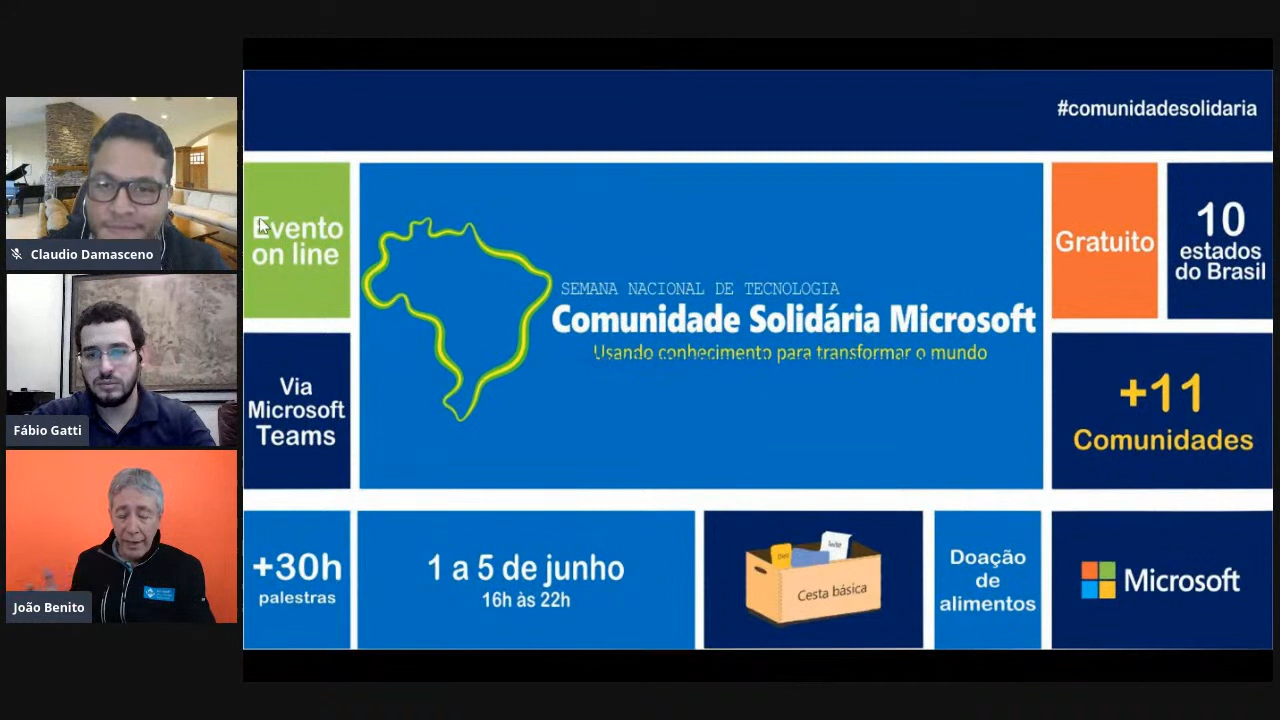 Claudio Damasceno
Fábio Gatti
João Benito
#comunidadesolidaria
Evento
on line
SEMANA NACIONAL DE TECNOLOGIA
Comunidade Solidária Microsoft
Usando conhecimento para transformar o mundo
Gratuito
10
estados
do Brasil
Via
Microsoft
Teams
+11
Comunidades
+30h
palestras
1 a 5 de junho
16h às 22h
Cesta básica
Doação
de
alimentos
Microsoft